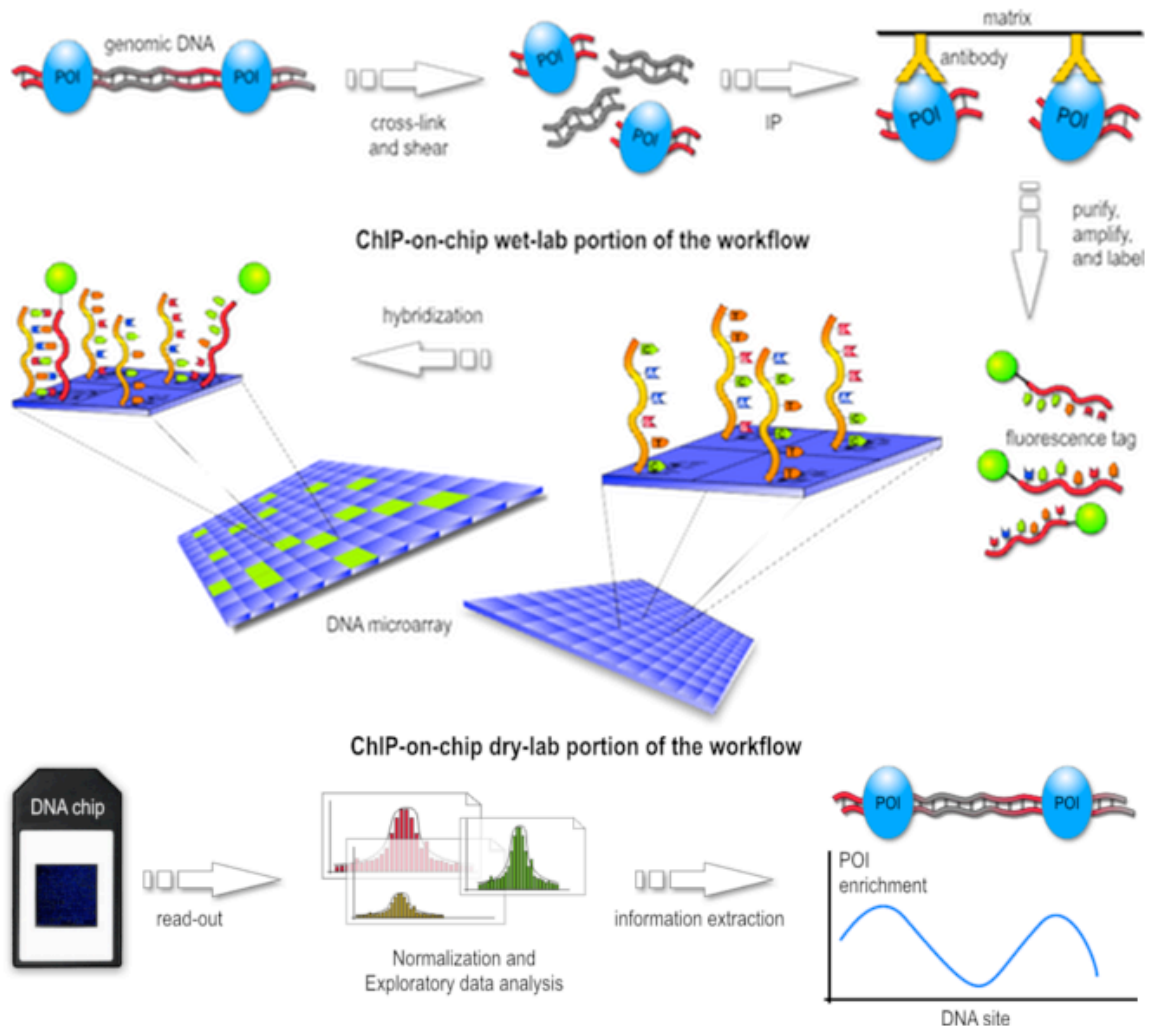 matrix
genomic DNA
POI
POI
POI
POI
antibody
POI
POI
cross-link
and shear
IP
purify,
amplify,
and label
ChIP-on-chip wet-lab portion of the workflow
hybridization
fluorescence tag
DNA microarray
ChIP-on-chip dry-lab portion of the workflow
DNA chip
POI
POI
POI
enrichment
read-out
information extraction
Normalization and
Exploratory data analysis
DNA site